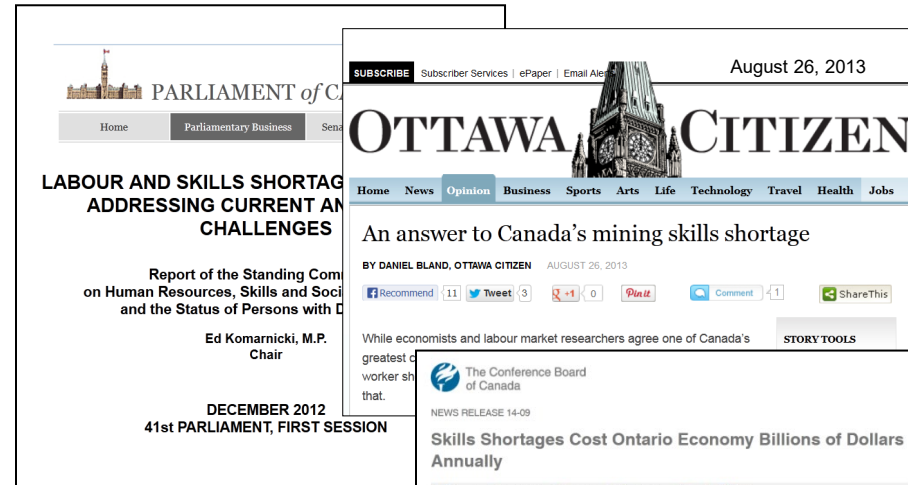 PARLIAMENT of CA
Home Parliamentary Business Sena
LABOUR AND SKILLS SHORTAG
ADDRESSING CURRENT AN
CHALLENGES
Report of the Standing Com
on Human Resources, Skills and Soci
and the Status of Persons with D
Ed Komarnicki, M.P.
Chair
DECEMBER 2012
41st PARLIAMENT, FIRST SESSION
August 26, 2013
SUBSCRIBE Subscriber Services | ePaper | Email Alerts
OTTAWA CITIZEN
Home News Opinion Business Sports Arts Life Technology Travel Health Jobs
An answer to Canada's mining skills shortage
BY DANIEL BLAND, OTTAWA CITIZEN AUGUST 26, 2013
Recommend 11 Tweet 3 +1 0 Pin it Comment 1 ShareThis
While economists and labour market researchers agree one of Canada's
greatest c
worker sh
that.
STORY TOOLS
The Conference Board
of Canada
NEWS RELEASE 14-09
Skills Shortages Cost Ontario Economy Billions of Dollars
Annually